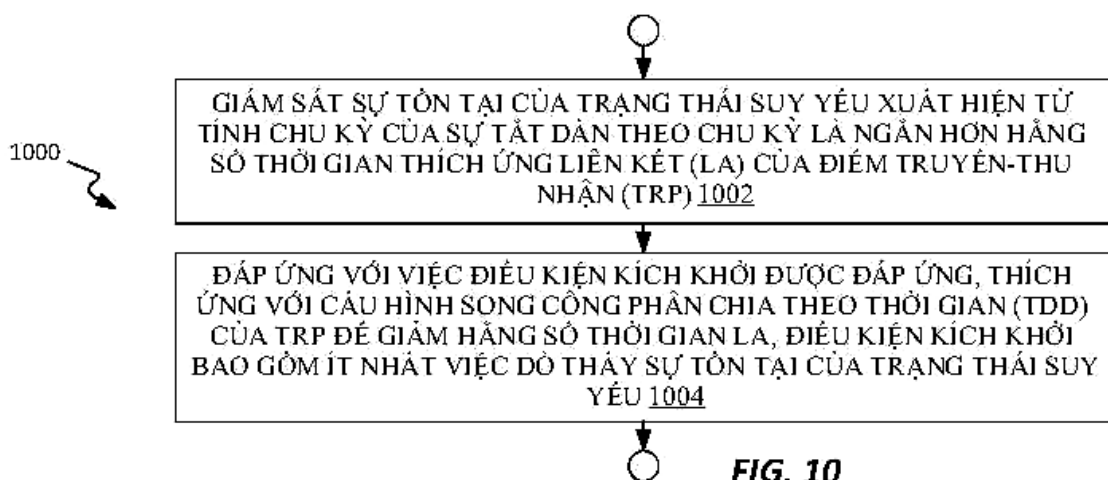 GIÁM SÁT SỰ TỒN TẠI CỦA TRẠNG THÁI SUY YẾU XUẤT HIỆN TỪ
TÍNH CHU KỲ CỦA SỰ TẮT DẦN THEO CHU KỲ LÀ NGẮN HƠN HẰNG
1000
SỐ THỜI GIAN THÍCH ỨNG LIÊN KẾT (LA) CỦA ĐIỂM TRUYỀN-THU
NHẬN (TRP) 1002
ĐÁP ỨNG VỚI VIỆC ĐIỀU KIỆN KÍCH KHỞI ĐƯỢC ĐÁP ỨNG, THÍCH
ỨNG VỚI CẤU HÌNH SONG CÔNG PHÂN CHIA THEO THỜI GIAN (TDD)
CỦA TRP ĐỂ GIẢM HẰNG SỐ THỜI GIAN LA, ĐIỀU KIỆN KÍCH KHỞI
BAO GỒM ÍT NHẤT VIỆC DÒ THẤY SỰ TỒN TẠI CỦA TRẠNG THÁI SUY
YẾU 1004
FIG. 10